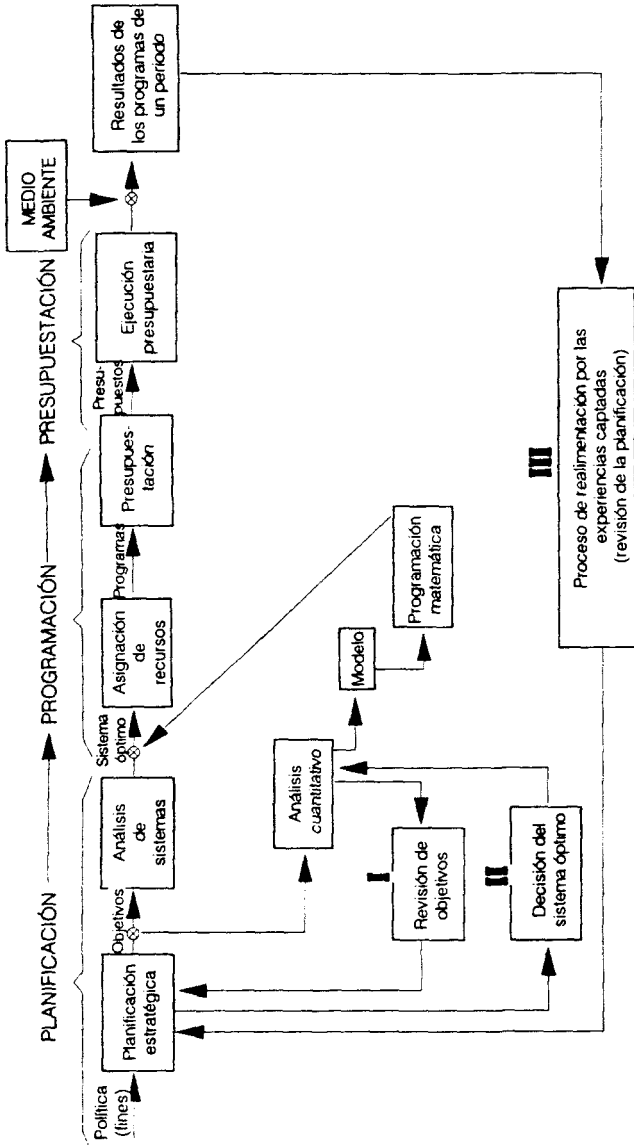 PLANIFICACIÓN
PROGRAMACIÓN
PRESUPUESTACIÓN
MEDIO
AMBIENTE
Política
(fines)
Planificación
estratégica
Objetivos
Análisis
de
sistemas
Sistema
óptimo
Asignación
de
recursos
Programas
Presupues-
tación
Presu-
puestos
Ejecución
presupuestaria
Resultados de
los programas de
un período
Análisis
cuantitativo
Modelo
Programación
matemática
I
Revisión de
objetivos
II
Decisión del
sistema óptimo
III
Proceso de realimentación por las
experiencias captadas
(revisión de la planificación)